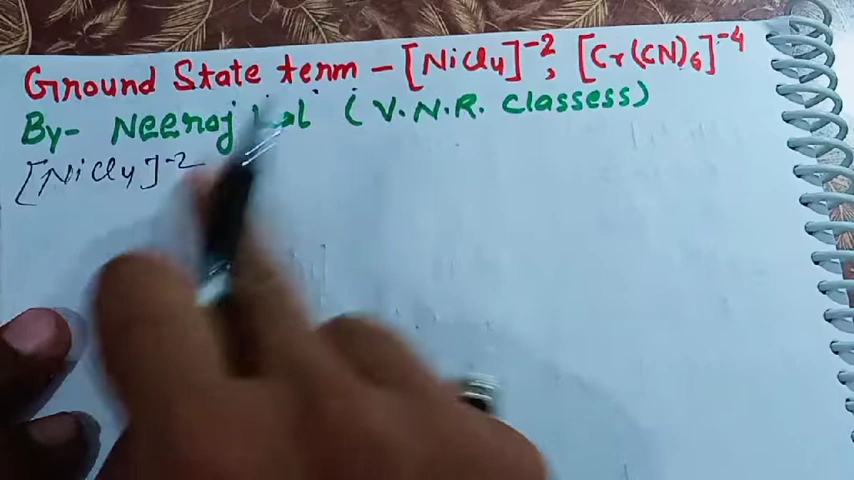 Ground State term - [NiCl4]-2, [Cr(CN)6]-4
By- Neeraj (V.N.R. Classess)
[NiCl4]-2